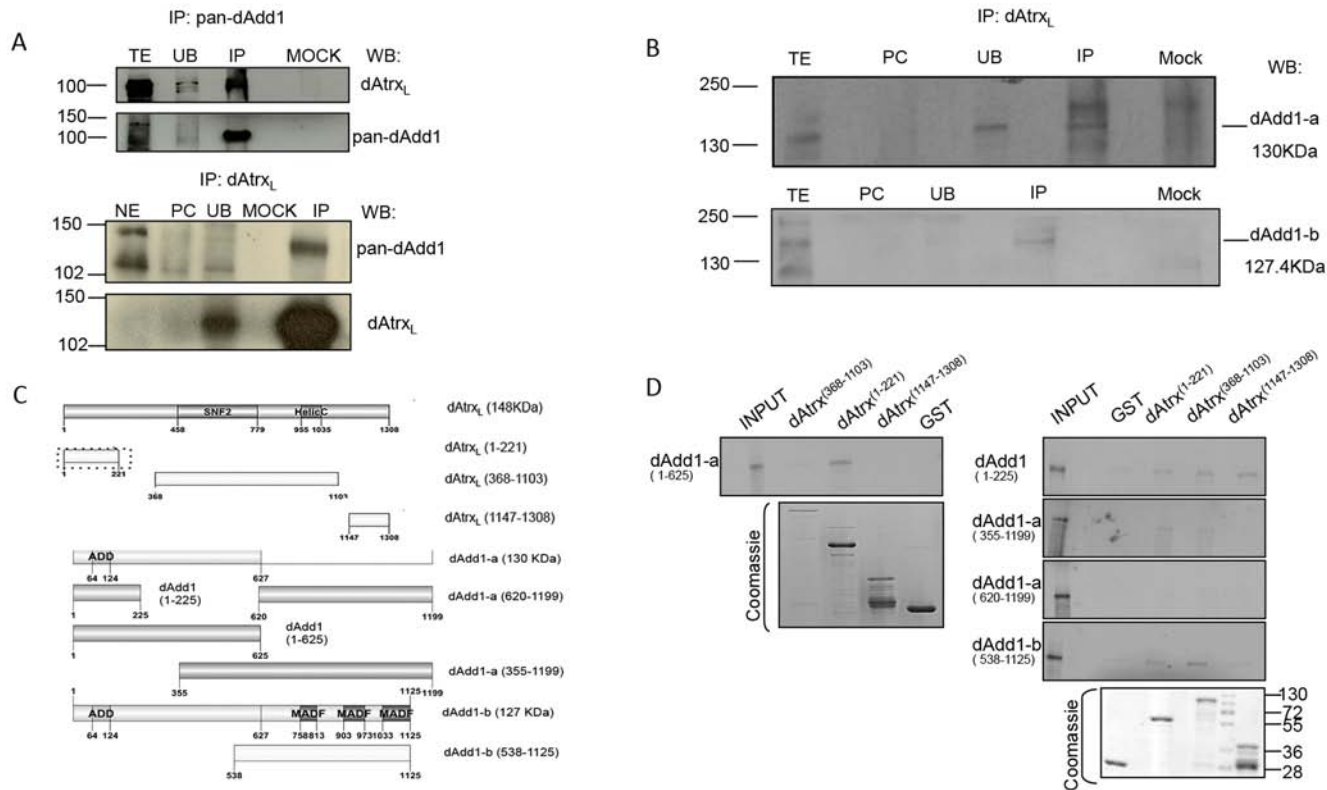 A
IP: pan-dAdd1
TE UB IP MOCK WB:
100 dAtrxL
150
100 pan-dAdd1
IP: dAtrxL
NE PC UB MOCK IP WB:
150 pan-dAdd1
102
150 dAtrxL
102
B
IP: dAtrxL
TE PC UB IP Mock WB:
250 dAdd1-a
130 130KDa
TE PC UB IP Mock
250 dAdd1-b
130 127.4KDa
C
SNF2 HelicC dAtrxL (148KDa)
1 458 779 955 1035 1308
dAtrxL (1-221)
1 221
dAtrxL (368-1103)
368 1103
dAtrxL (1147-1308)
1147 1308
ADD dAdd1-a (130 KDa)
64 124 627
dAdd1 (1-225) dAdd1-a (620-1199)
1 225 620 1199
dAdd1 (1-625)
1 625
dAdd1-a (355-1199)
355 1199
1 1125
ADD MADF MADF MADF dAdd1-b (127 KDa)
64 124 627 758813 903 9731033 1125
dAdd1-b (538-1125)
538 1125
D
INPUT dAtrx(368-1103) dAtrx(1-221) dAtrx(1147-1308) GST
dAdd1-a
( 1-625)
Coomassie
INPUT GST dAtrx(1-221) dAtrx(368-1103) dAtrx(1147-1308)
dAdd1
(1-225)
dAdd1-a
(355-1199)
dAdd1-a
(620-1199)
dAdd1-b
( 538-1125)
Coomassie
130
72
55
36
28